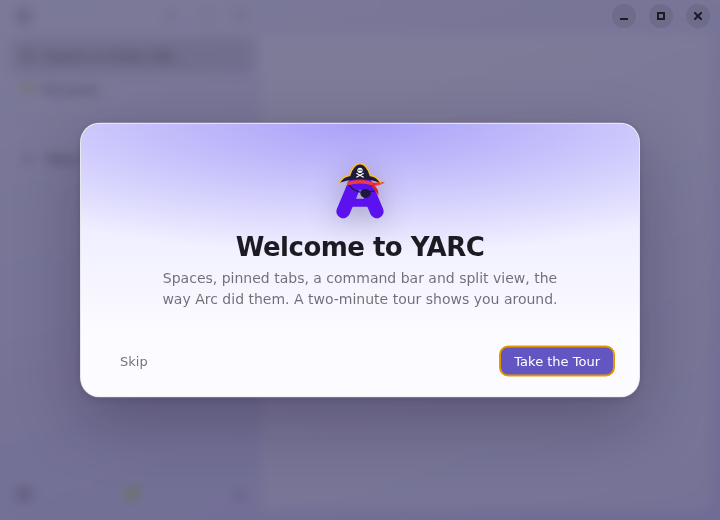 Welcome to YARC
Spaces, pinned tabs, a command bar and split view, the
way Arc did them. A two-minute tour shows you around.
Skip
Take the Tour